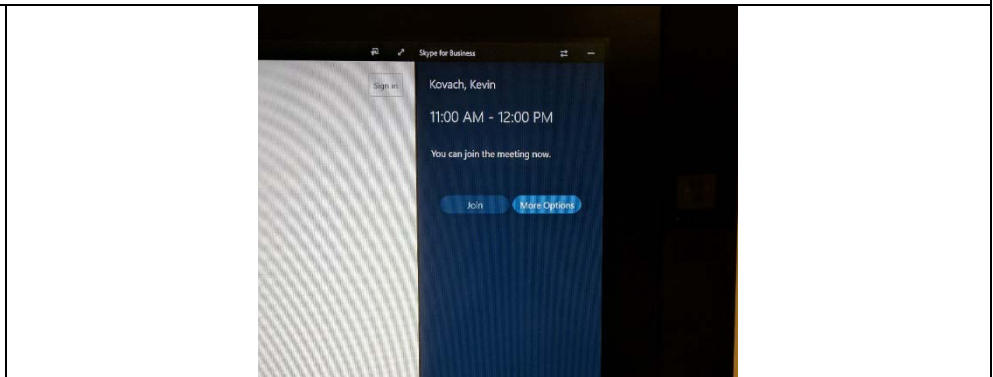 Skype for Business
Sign in
Kovach, Kevin
11:00 AM - 12:00 PM
You can join the meeting now.
Join More Options